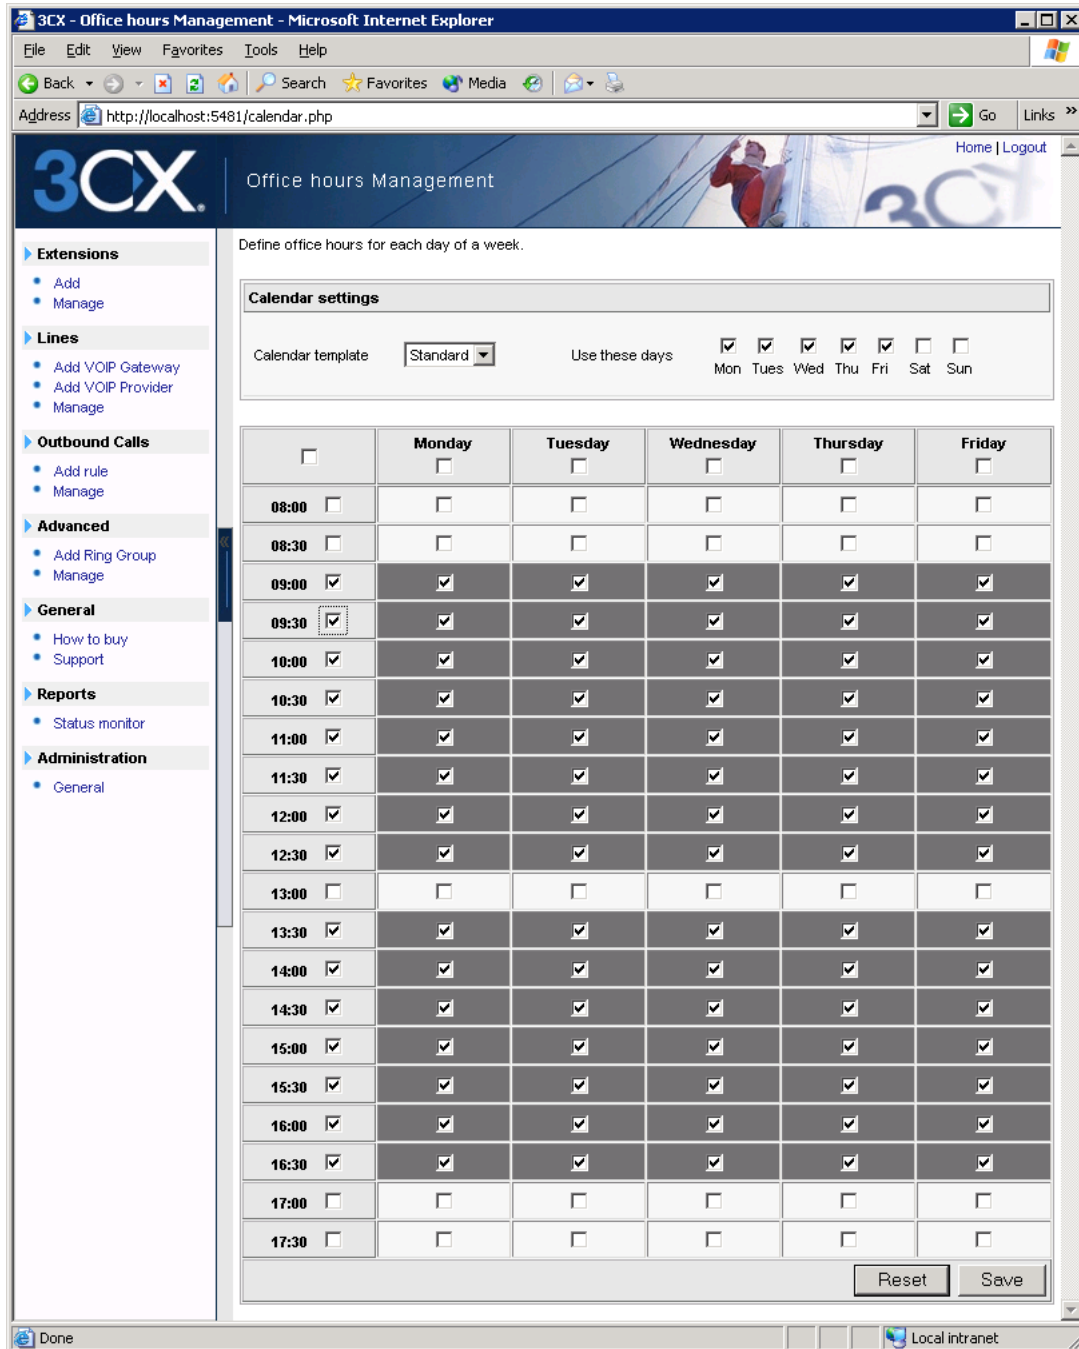 3CX - Office hours Management - Microsoft Internet Explorer
File Edit View Favorites Tools Help
Back Search Favorites Media
Address http://localhost:5481/calendar.php Go Links »
3CX. Office hours Management Home | Logout
3CX
Extensions
Add
Manage
Lines
Add VOIP Gateway
Add VOIP Provider
Manage
Outbound Calls
Add rule
Manage
Advanced
Add Ring Group
Manage
General
How to buy
Support
Reports
Status monitor
Administration
General
Define office hours for each day of a week.
Calendar settings
Calendar template Standard Use these days
Mon Tues Wed Thu Fri Sat Sun
Monday Tuesday Wednesday Thursday Friday
08:00
08:30
09:00
09:30
10:00
10:30
11:00
11:30
12:00
12:30
13:00
13:30
14:00
14:30
15:00
15:30
16:00
16:30
17:00
17:30
Reset Save
Done Local intranet